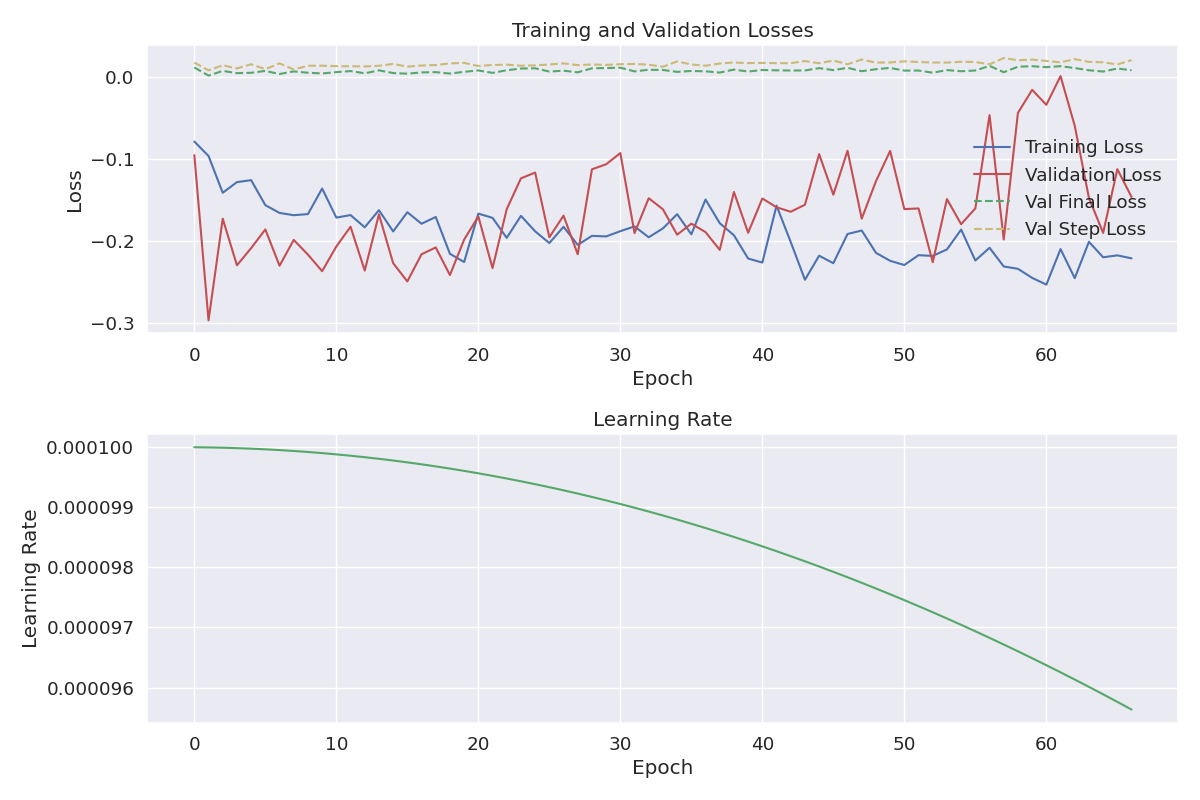 Training and Validation Losses
Loss
0.0
−0.1
−0.2
−0.3
Training Loss
Validation Loss
Val Final Loss
Val Step Loss
0 10 20 30 40 50 60
Epoch
Learning Rate
Learning Rate
0.000100
0.000099
0.000098
0.000097
0.000096
0 10 20 30 40 50 60
Epoch